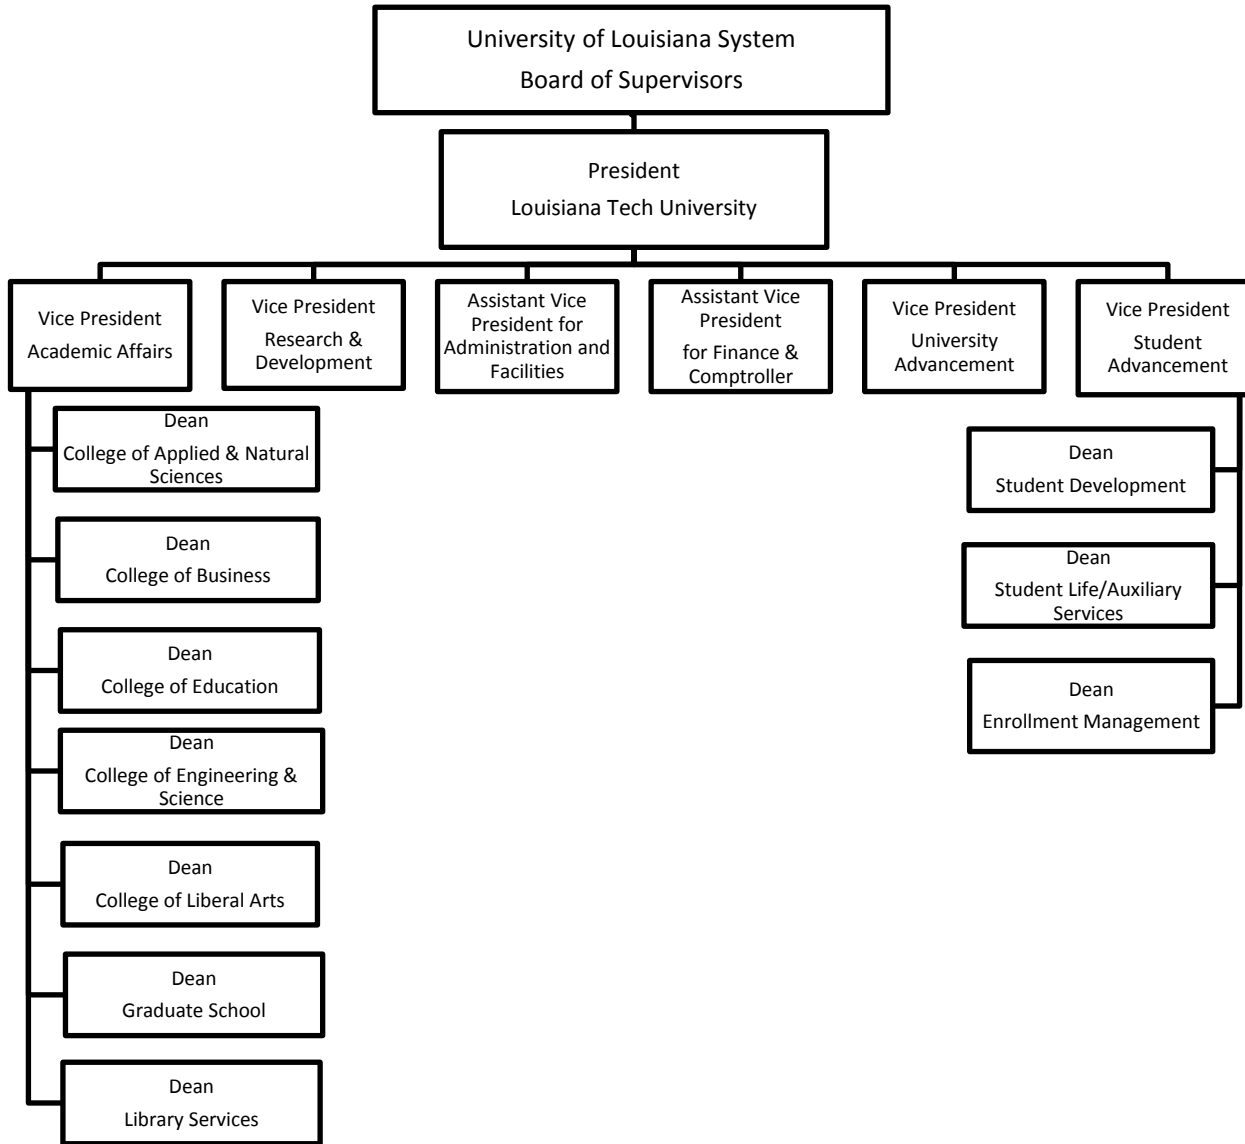 University of Louisiana System
Board of Supervisors
President
Louisiana Tech University
Vice President
Academic Affairs
Vice President
Research &
Development
Assistant Vice
President for
Administration and
Facilities
Assistant Vice
President
for Finance &
Comptroller
Vice President
University
Advancement
Vice President
Student
Advancement
Dean
College of Applied & Natural
Sciences
Dean
College of Business
Dean
College of Education
Dean
College of Engineering &
Science
Dean
College of Liberal Arts
Dean
Graduate School
Dean
Library Services
Dean
Student Development
Dean
Student Life/Auxiliary
Services
Dean
Enrollment Management